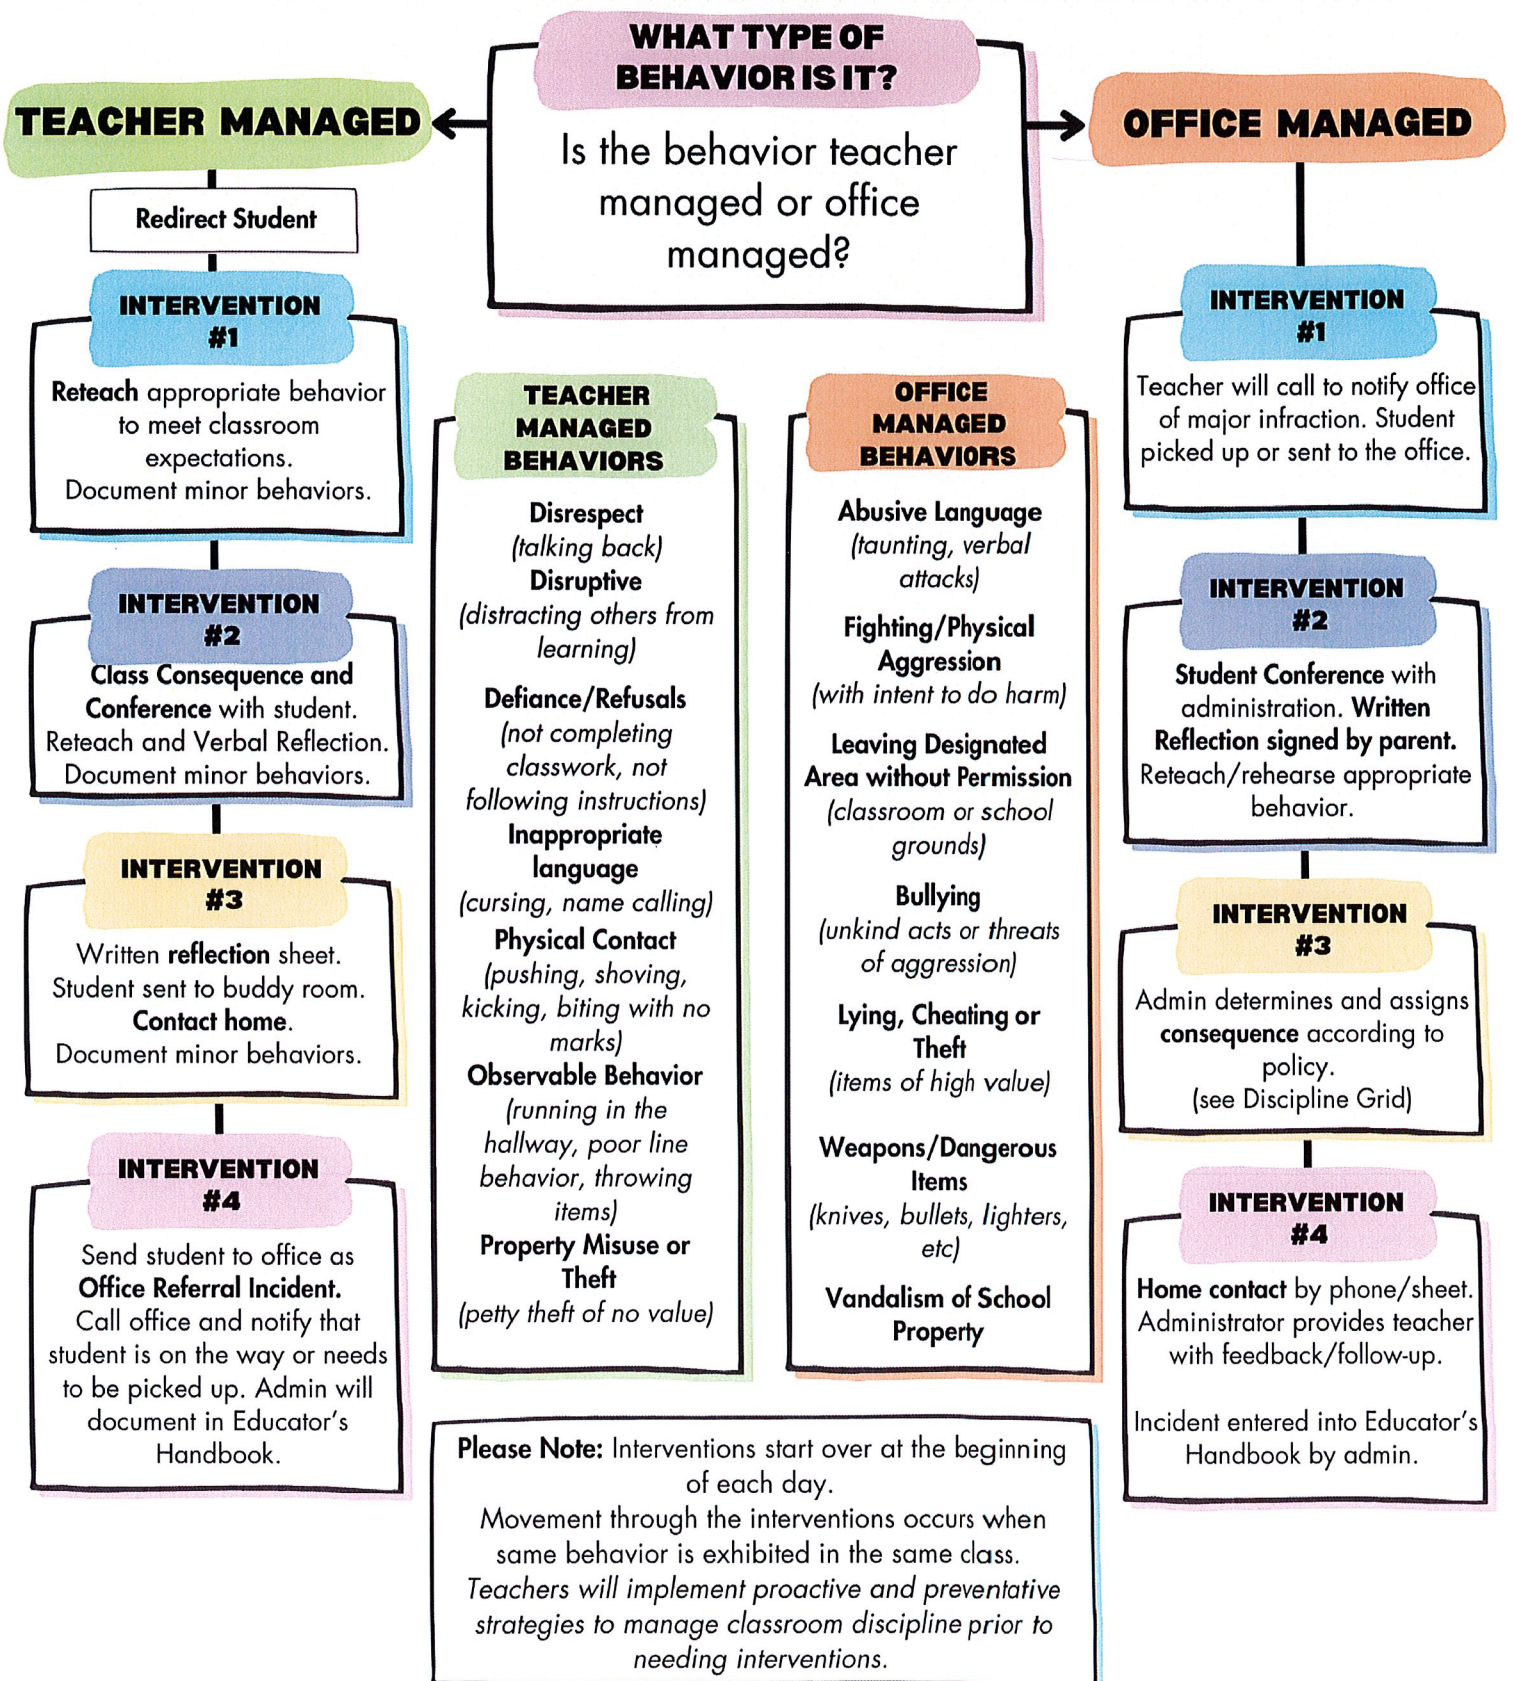 WHAT TYPE OF
BEHAVIOR IS IT?
Is the behavior teacher
managed or office
managed?
TEACHER MANAGED
Redirect Student
INTERVENTION
#1
Reteach appropriate behavior
to meet classroom
expectations.
Document minor behaviors.
INTERVENTION
#2
Class Consequence and
Conference with student.
Reteach and Verbal Reflection.
Document minor behaviors.
INTERVENTION
#3
Written reflection sheet.
Student sent to buddy room.
Contact home.
Document minor behaviors.
INTERVENTION
#4
Send student to office as
Office Referral Incident.
Call office and notify that
student is on the way or needs
to be picked up. Admin will
document in Educator's
Handbook.
TEACHER
MANAGED
BEHAVIORS
Disrespect
(talking back)
Disruptive
(distracting others from
learning)
Defiance/Refusals
(not completing
classwork, not
following instructions)
Inappropriate
language
(cursing, name calling)
Physical Contact
(pushing, shoving,
kicking, biting with no
marks)
Observable Behavior
(running in the
hallway, poor line
behavior, throwing
items)
Property Misuse or
Theft
(petty theft of no value)
OFFICE
MANAGED
BEHAVIORS
Abusive Language
(taunting, verbal
attacks)
Fighting/Physical
Aggression
(with intent to do harm)
Leaving Designated
Area without Permission
(classroom or school
grounds)
Bullying
(unkind acts or threats
of aggression)
Lying, Cheating or
Theft
(items of high value)
Weapons/Dangerous
Items
(knives, bullets, lighters,
etc)
Vandalism of School
Property
OFFICE MANAGED
INTERVENTION
#1
Teacher will call to notify office
of major infraction. Student
picked up or sent to the office.
INTERVENTION
#2
Student Conference with
administration. Written
Reflection signed by parent.
Reteach/rehearse appropriate
behavior.
INTERVENTION
#3
Admin determines and assigns
consequence according to
policy.
(see Discipline Grid)
INTERVENTION
#4
Home contact by phone/sheet.
Administrator provides teacher
with feedback/follow-up.
Incident entered into Educator's
Handbook by admin.
Please Note: Interventions start over at the beginning
of each day.
Movement through the interventions occurs when
same behavior is exhibited in the same class.
Teachers will implement proactive and preventative
strategies to manage classroom discipline prior to
needing interventions.